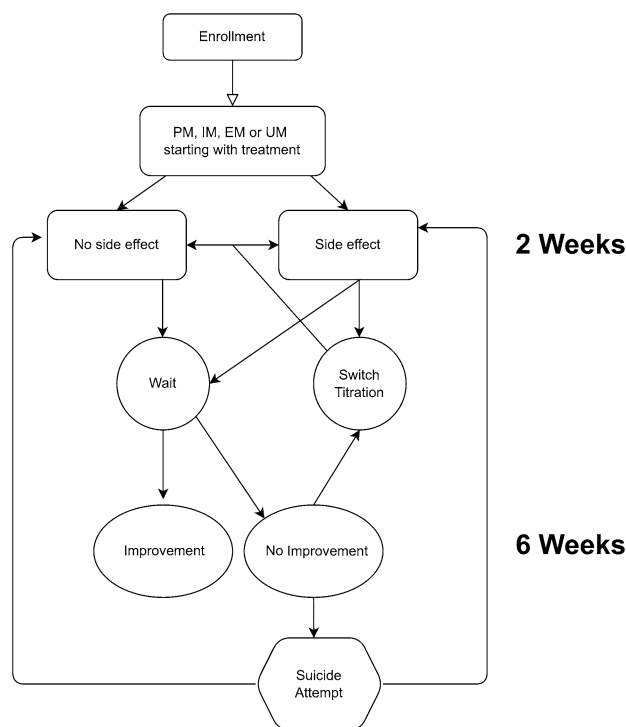 Enrollment
PM, IM, EM or UM
starting with treatment
No side effect
Side effect
2 Weeks
Wait
Switch
Titration
Improvement
No Improvement
6 Weeks
Suicide
Attempt